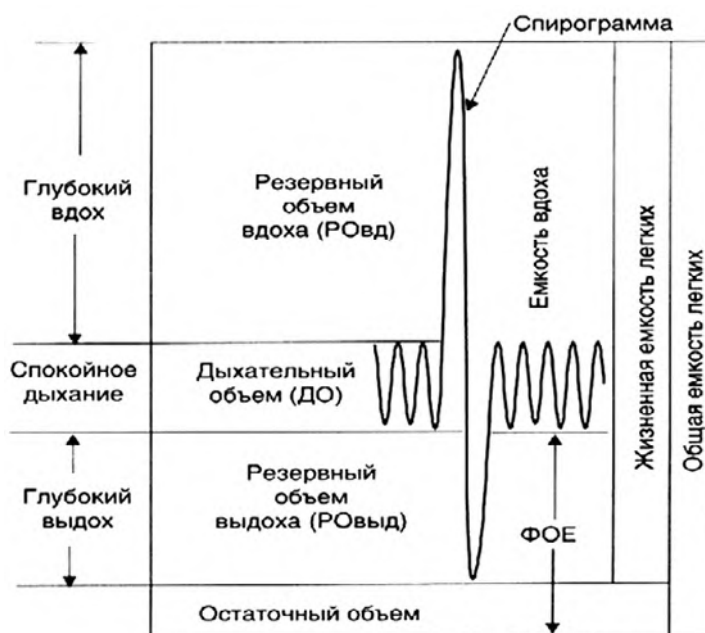 Спирограмма
Глубокий
вдох
Резервный
объем
вдоха (РОвд)
Емкость вдоха
Жизненная емкость легких
Общая емкость легких
Спокойное
дыхание
Дыхательный
объем (ДО)
Глубокий
выдох
Резервный
объем
выдоха (РОвыд)
ФОЕ
Остаточный объем